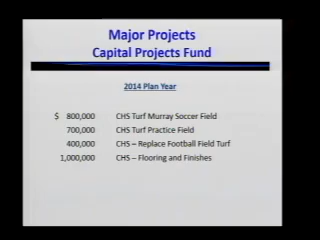 Major Projects
Capital Projects Fund
2014 Plan Year
$ 800,000 CHS Turf Murray Soccer Field
700,000 CHS Turf Practice Field
400,000 CHS – Replace Football Field Turf
1,000,000 CHS – Flooring and Finishes